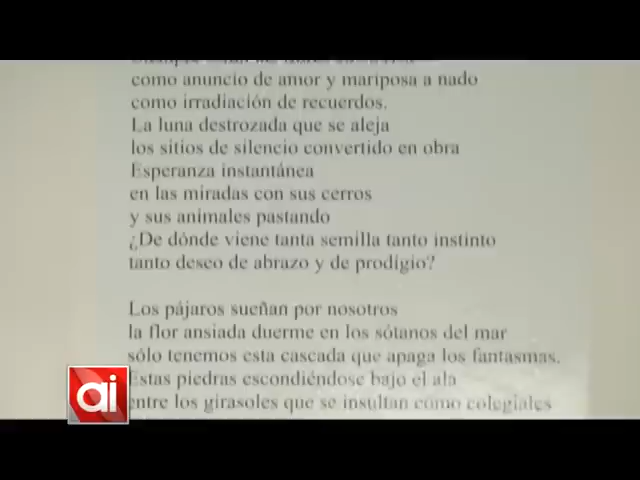 como anuncio de amor y mariposa a nado
como irradiación de recuerdos.
La luna destrozada que se aleja
los sitios de silencio convertido en obra
Esperanza instantánea
en las miradas con sus cerros
y sus animales pastando
¿De dónde viene tanta semilla tanto instinto
tanto deseo de abrazo y de prodigio?
Los pájaros sueñan por nosotros
la flor ansiada duerme en los sótanos del mar
sólo tenemos esta cascada que apaga los fantasmas.
Estas piedras escondiéndose bajo el ala
entre los girasoles que se insultan como colegiales
ai